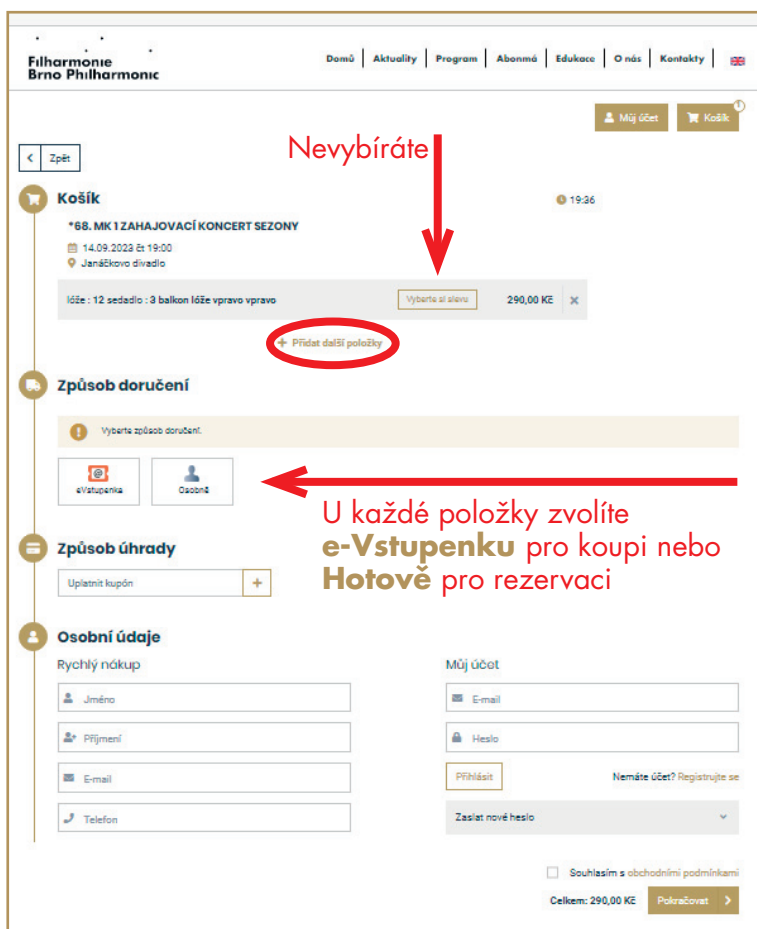 Filharmonie
Brno Philharmonic
Domů Aktuality Program Abonmá Edukace O nás Kontakty
Můj účet Košík 1
Nevybíráte
Zpět
Košík 19:36
*68. MK 1 ZAHAJOVACÍ KONCERT SEZONY
14.09.2023 čt 19:00
Janáčkovo divadlo
lóže : 12 sedadlo : 3 balkon lóže vpravo vpravo Vyberte si slevu 290,00 Kč ×
+ Přidat další položky
Způsob doručení
Vyberte způsob doručení.
eVstupenka Osobně
U každé položky zvolíte
e-Vstupenku pro koupi nebo
Hotově pro rezervaci
Způsob úhrady
Uplatnit kupón +
Osobní údaje
Rychlý nákup Můj účet
Jméno E-mail
Příjmení Heslo
E-mail Přihlásit Nemáte účet? Registrujte se
Telefon Zaslat nové heslo
Souhlasím s obchodními podmínkami
Celkem: 290,00 Kč Pokračovat